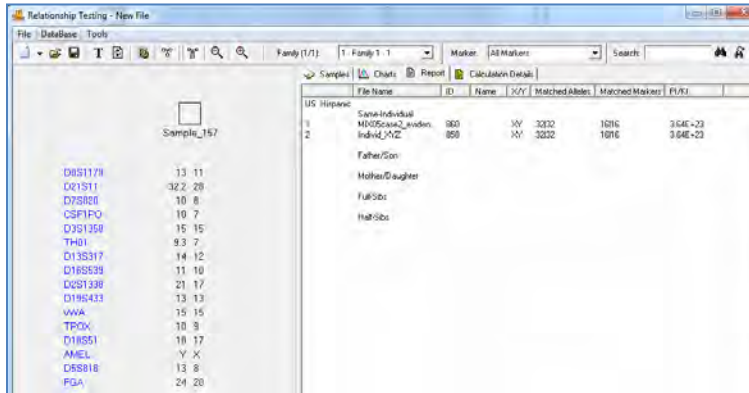 Relationship Testing - New File
File DataBase Tools
Family (1/1): 1 - Family 1 - 1 Marker: All Markers Search:
Samples Charts Report Calculation Details
File Name ID Name X/Y Matched Alleles Matched Markers PI/KI
US Hispanic
Same-Individual
1 MIX05case2_eviden. 860 XY 32/32 16/16 3.64E+23
2 Individ_XYZ 850 XY 32/32 16/16 3.64E+23
Father/Son
Mother/Daughter
Full-Sibs
Half-Sibs
Sample_157
D8S1179 13 11
D21S11 32.2 28
D7S820 10 8
CSF1PO 10 7
D3S1358 15 15
TH01 9.3 7
D13S317 14 12
D16S539 11 10
D2S1338 21 17
D19S433 13 13
vWA 15 15
TPOX 10 9
D18S51 18 17
AMEL Y X
D5S818 13 8
FGA 24 20